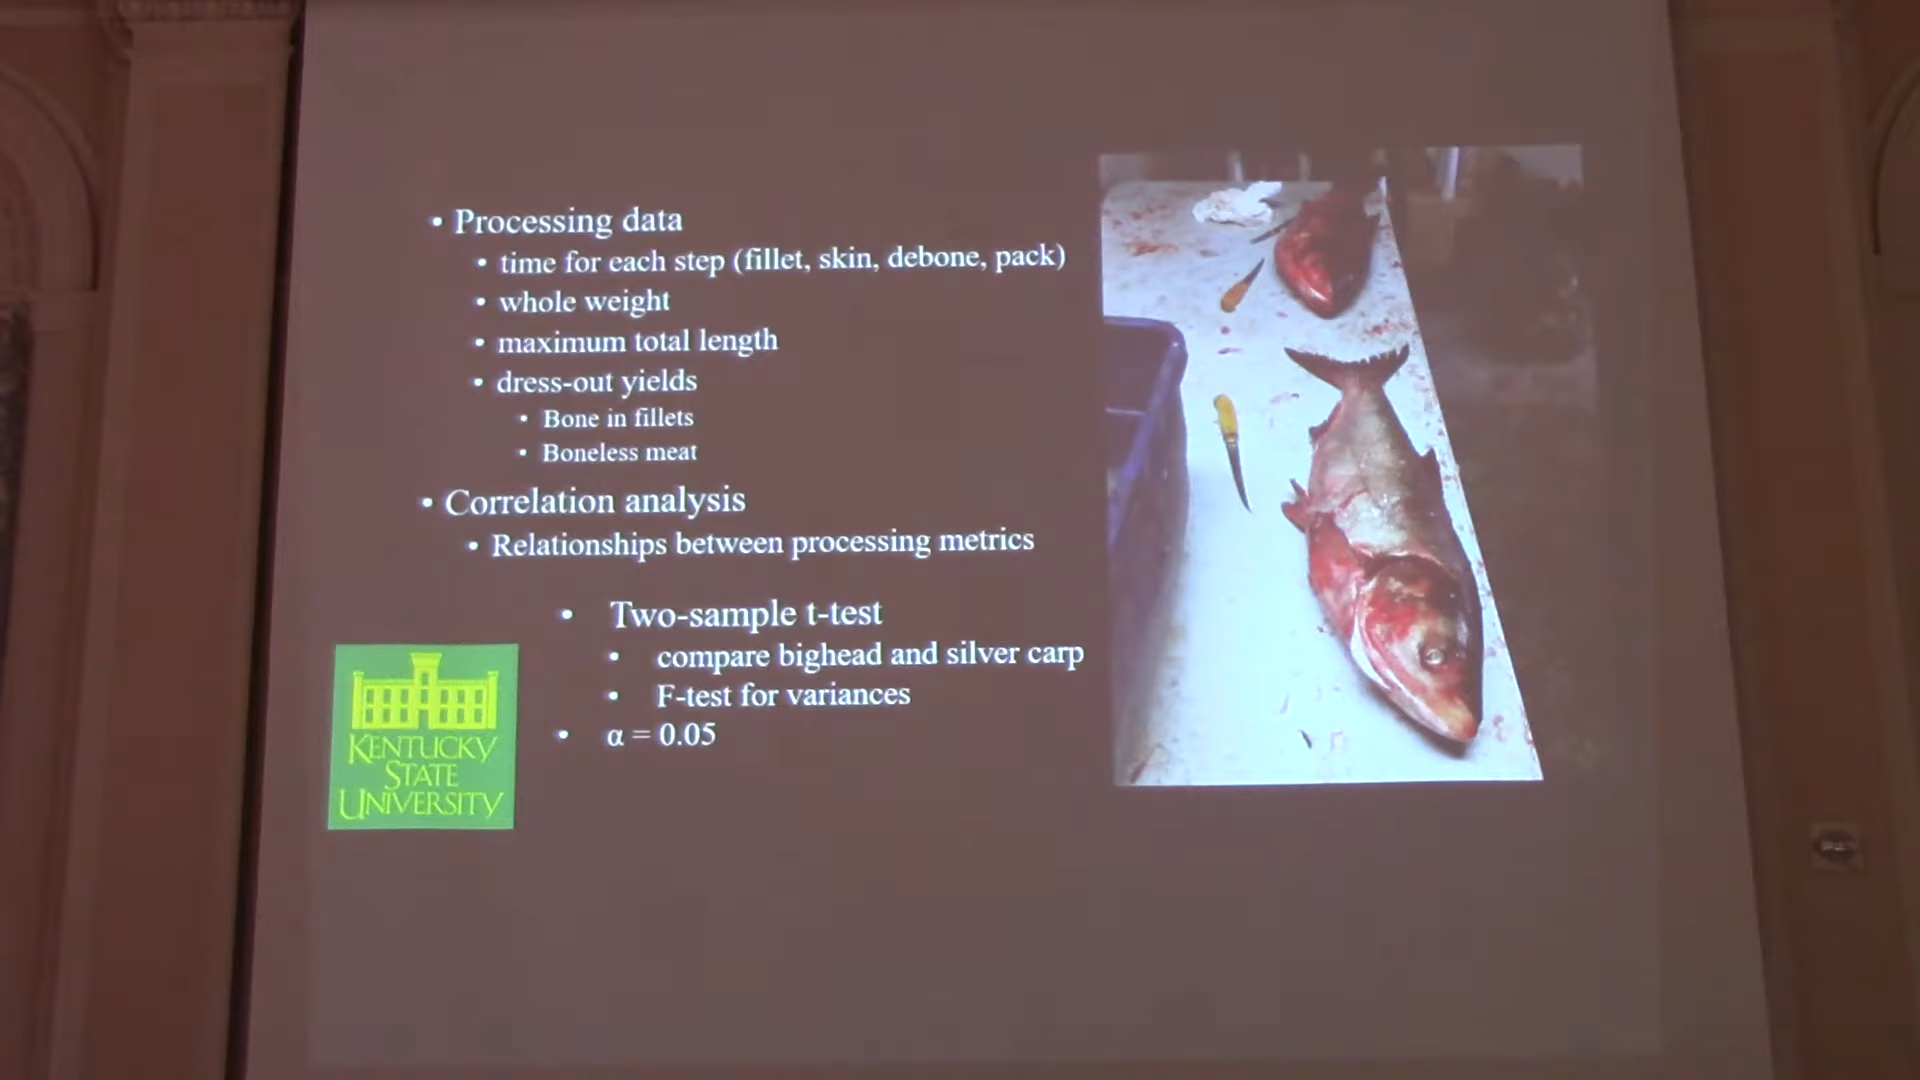 • Processing data
• time for each step (fillet, skin, debone, pack)
• whole weight
• maximum total length
• dress-out yields
• Bone in fillets
• Boneless meat
• Correlation analysis
• Relationships between processing metrics
• Two-sample t-test
• compare bighead and silver carp
• F-test for variances
• α = 0.05
KENTUCKY
STATE
UNIVERSITY